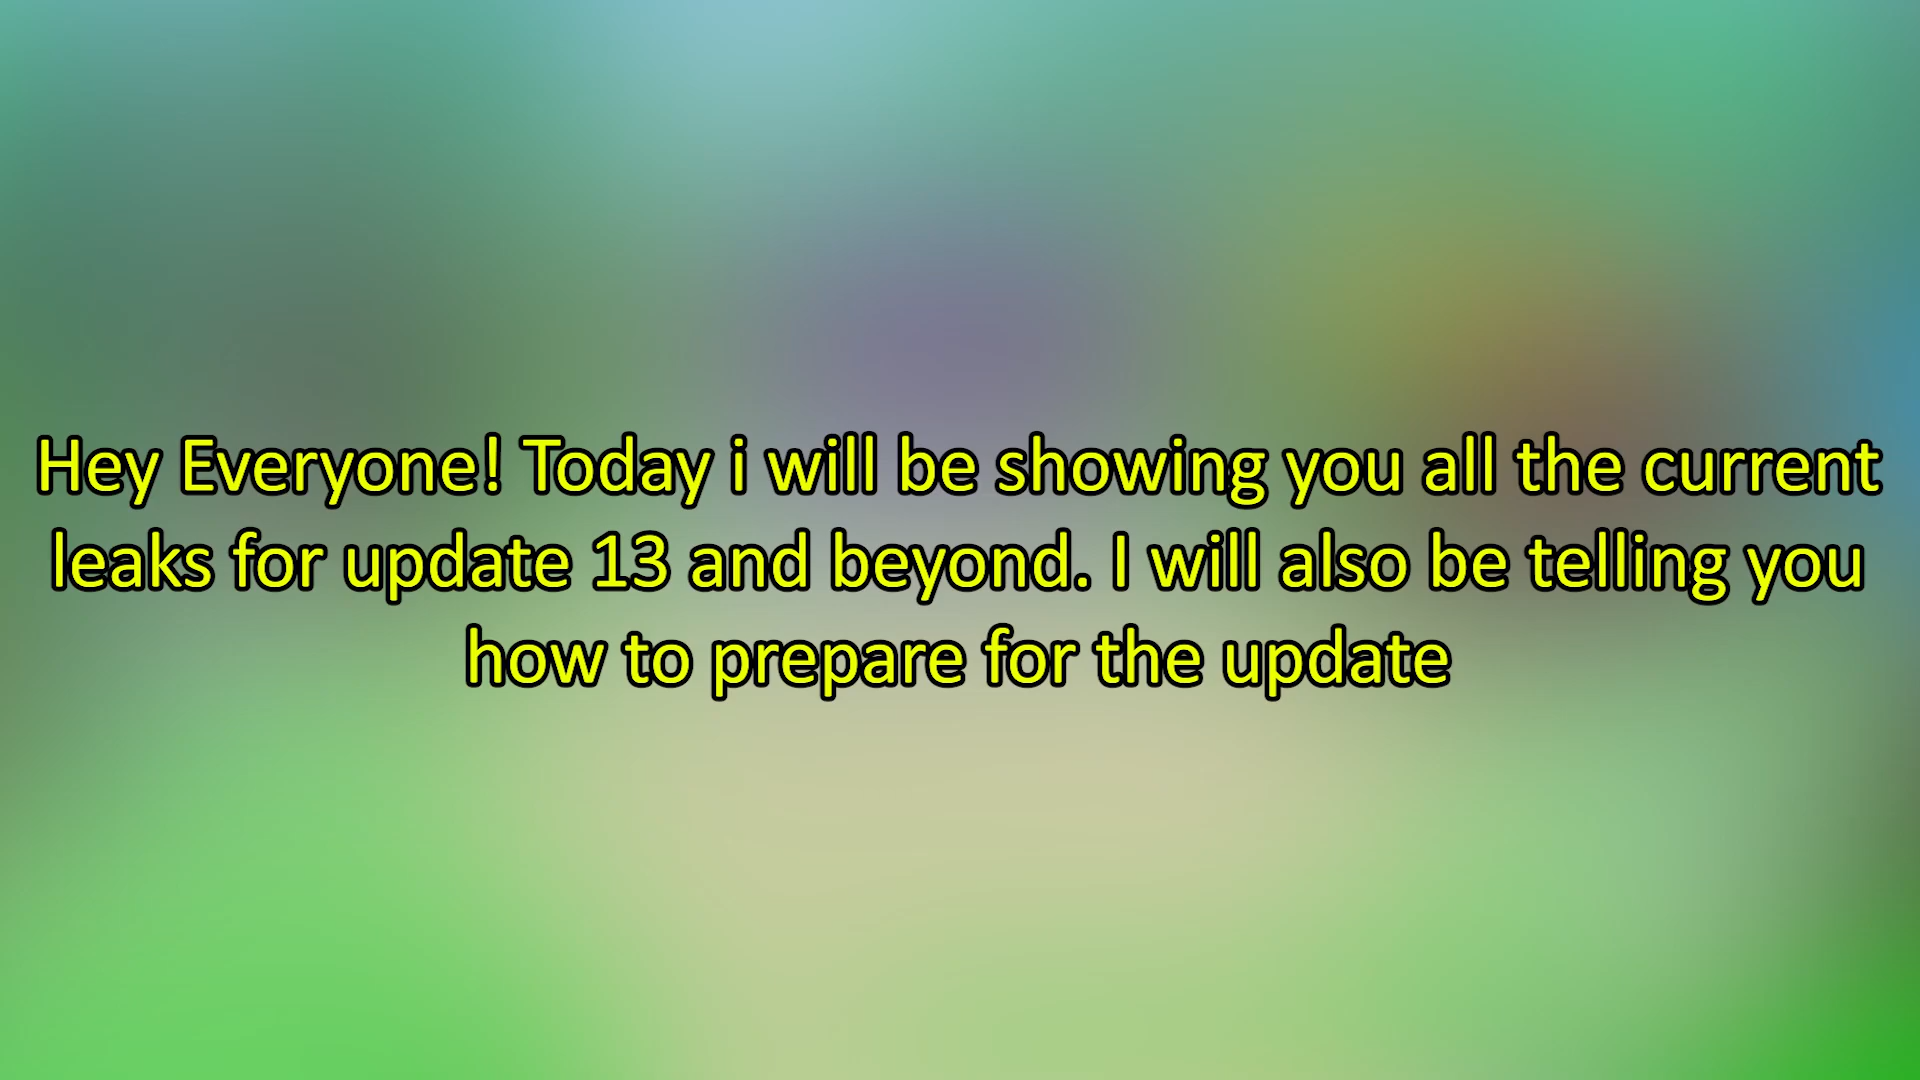 Hey Everyone! Today i will be showing you all the current
leaks for update 13 and beyond. I will also be telling you
how to prepare for the update